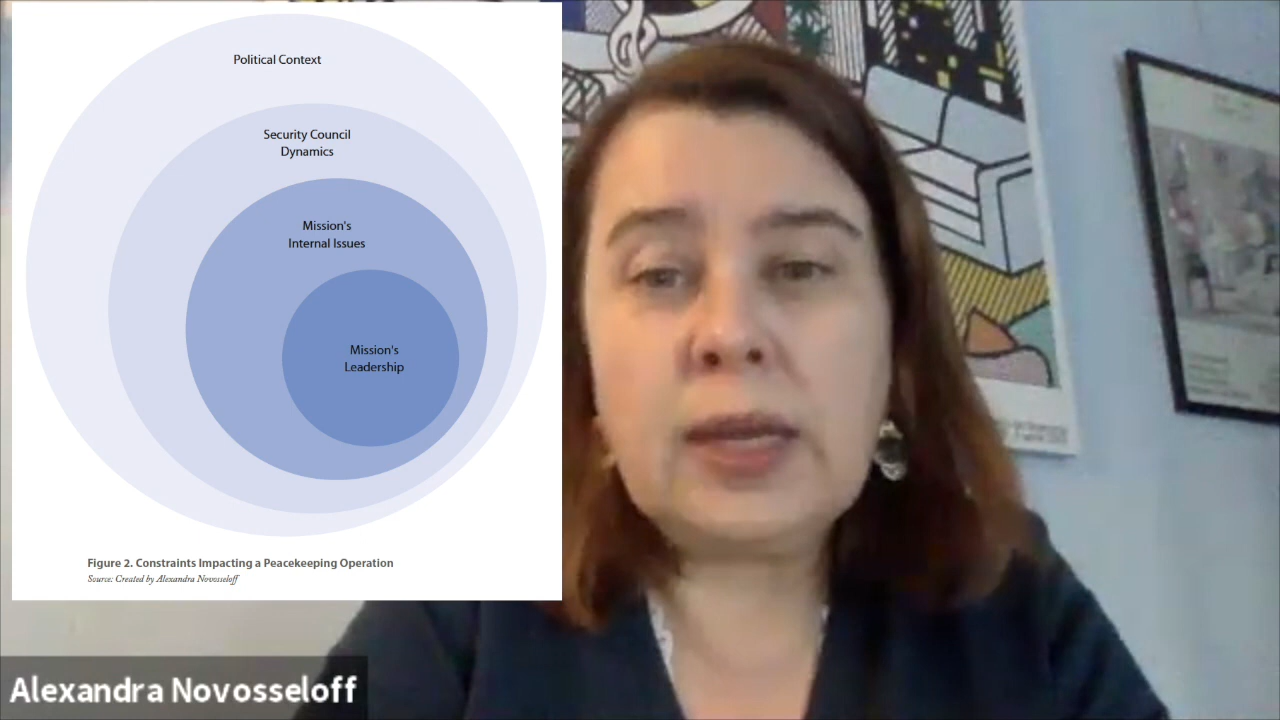 Political Context
Security Council
Dynamics
Mission's
Internal Issues
Mission's
Leadership
Figure 2. Constraints Impacting a Peacekeeping Operation
Source: Created by Alexandra Novosseloff
Alexandra Novosseloff